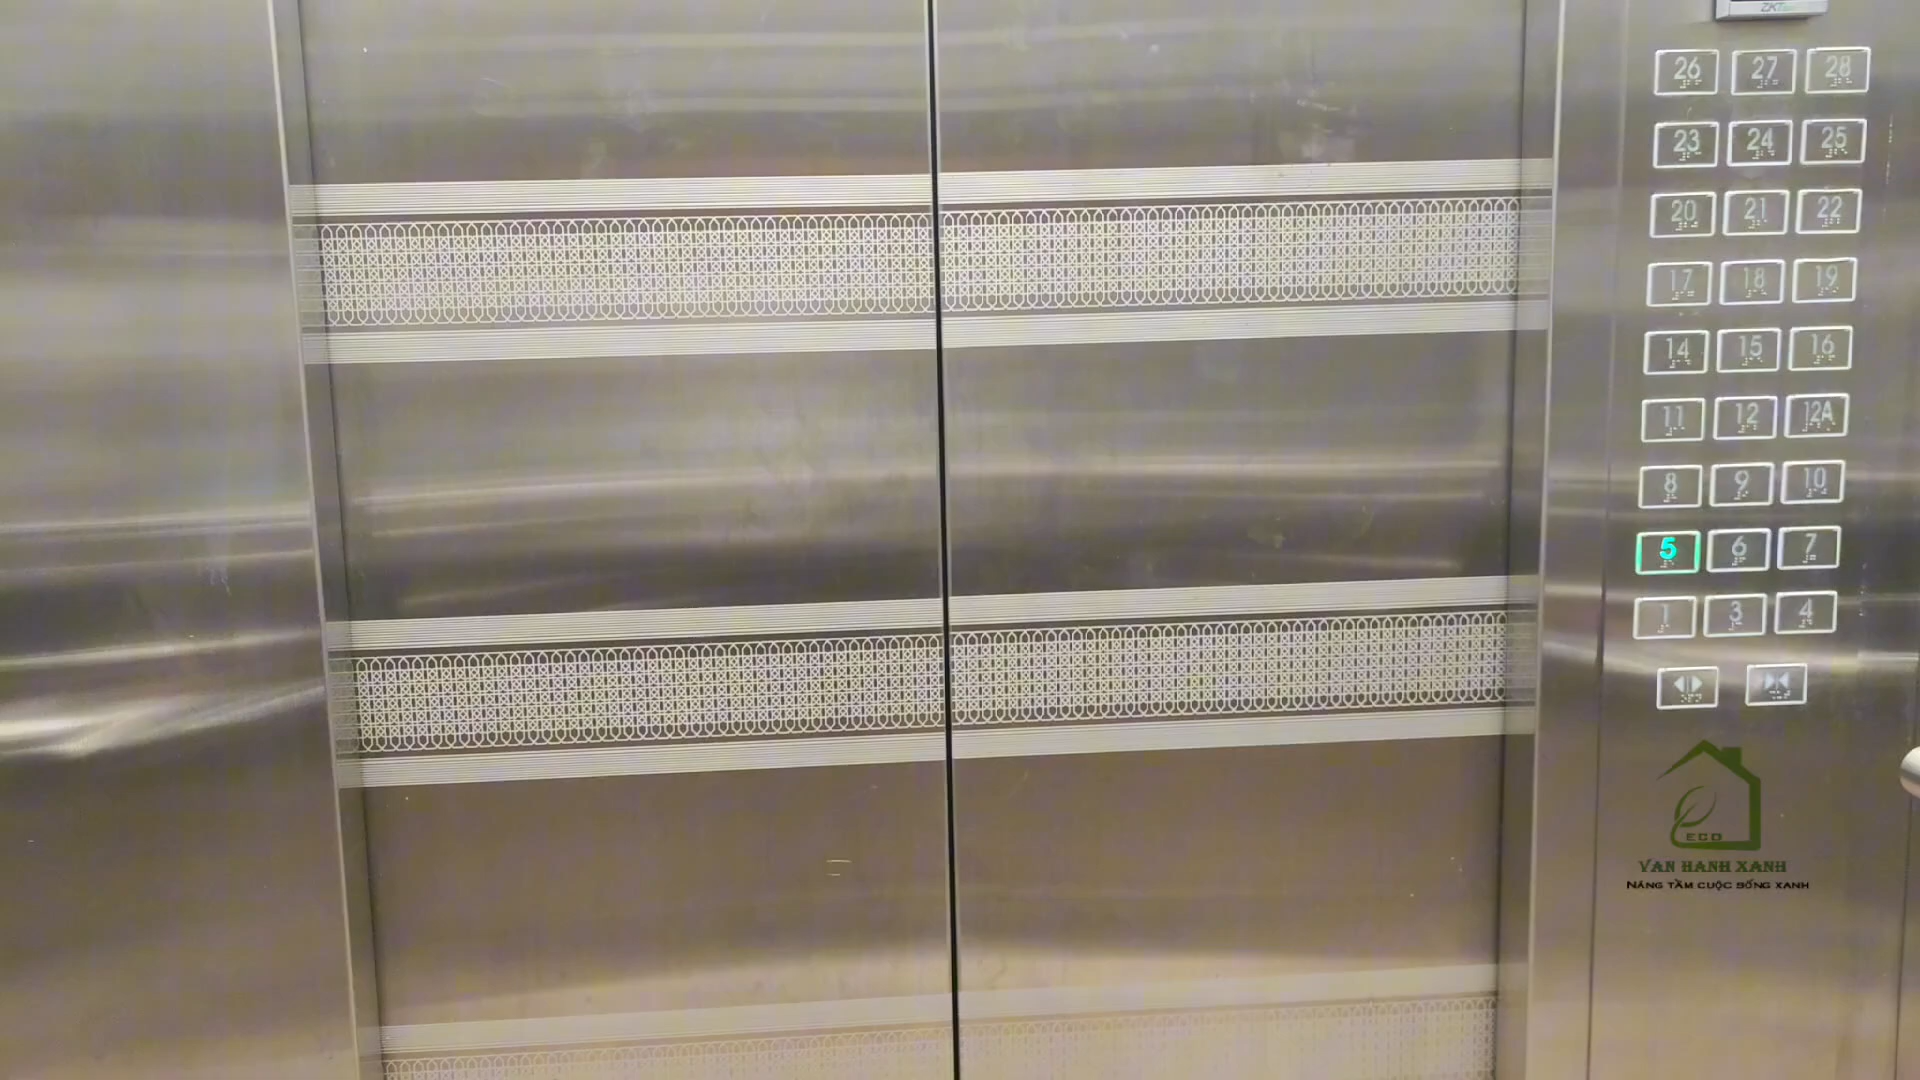 ZKTeco
26 27 28
23 24 25
20 21 22
17 18 19
14 15 16
11 12 12A
8 9 10
5 6 7
1 3 4
ECO
VAN HANH XANH
NÂNG TẦM CUỘC SỐNG XANH